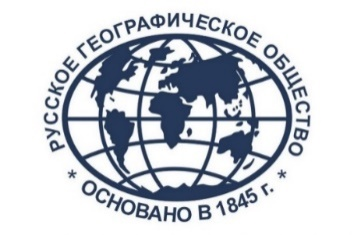 РУССКОЕ ГЕОГРАФИЧЕСКОЕ ОБЩЕСТВО
* ОСНОВАНО В 1845 г. *